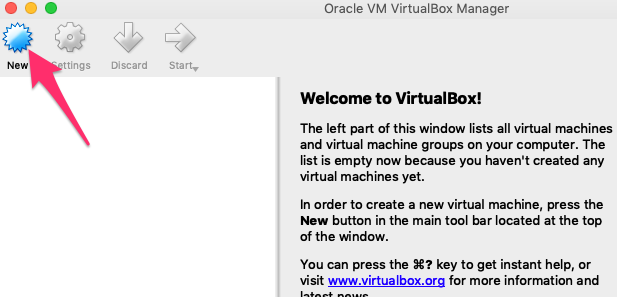 Oracle VM VirtualBox Manager
New Settings Discard Start
Welcome to VirtualBox!
The left part of this window lists all virtual machines
and virtual machine groups on your computer. The
list is empty now because you haven't created any
virtual machines yet.
In order to create a new virtual machine, press the
New button in the main tool bar located at the top
of the window.
You can press the ⌘? key to get instant help, or
visit www.virtualbox.org for more information and
latest news.